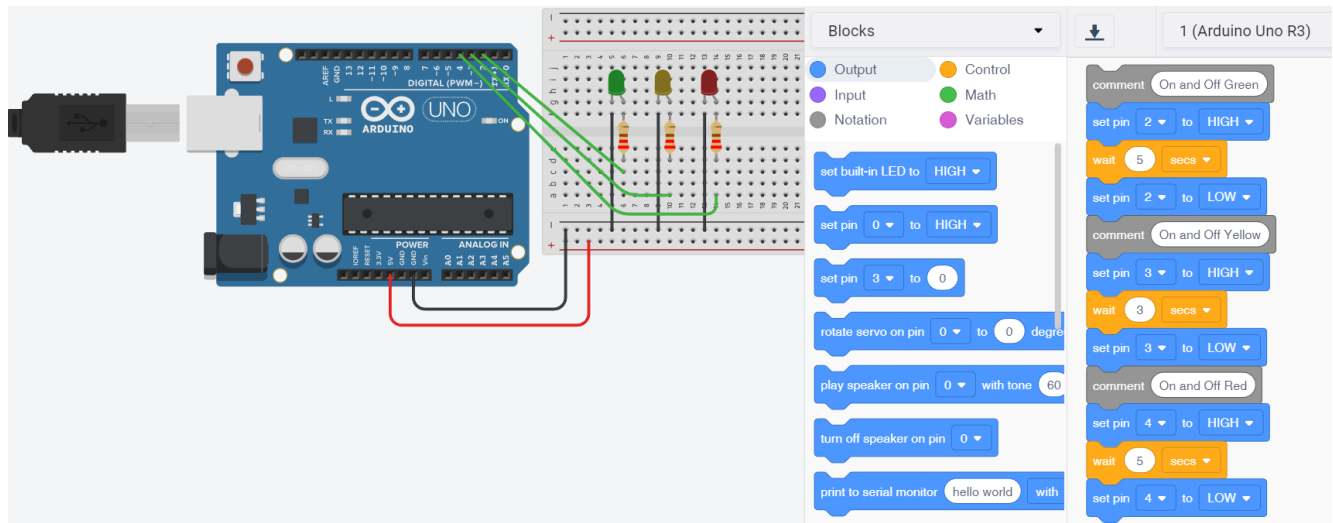 Blocks
1 (Arduino Uno R3)
Output
Control
Input
Math
Notation
Variables
set built-in LED to HIGH
set pin 0 to HIGH
set pin 3 to 0
rotate servo on pin 0 to 0 degre
play speaker on pin 0 with tone 60
turn off speaker on pin 0
print to serial monitor hello world with
comment On and Off Green
set pin 2 to HIGH
wait 5 secs
set pin 2 to LOW
comment On and Off Yellow
set pin 3 to HIGH
wait 3 secs
set pin 3 to LOW
comment On and Off Red
set pin 4 to HIGH
wait 5 secs
set pin 4 to LOW
AREF
GND
13
12
~11
~10
~9
8
7
~6
~5
4
2
DIGITAL (PWM~)
L
TX
RX
UNO
ARDUINO
ON
POWER
ANALOG IN
IOREF
RESET
3.3V
5V
GND
GND
Vin
A0
A1
A2
A3
A4
A5